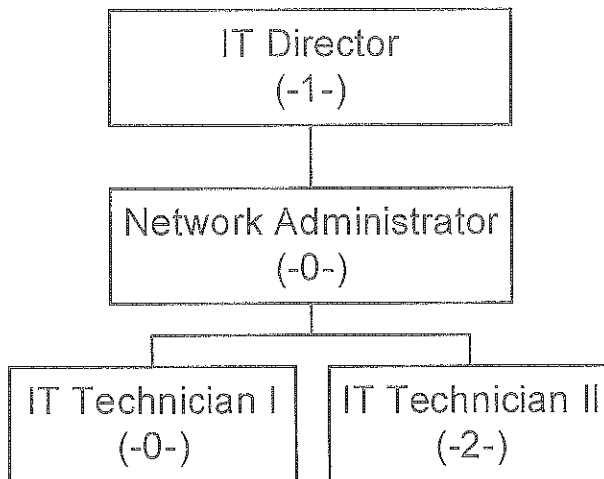 IT Director
(-1-)
Network Administrator
(-0-)
IT Technician I
(-0-)
IT Technician II
(-2-)